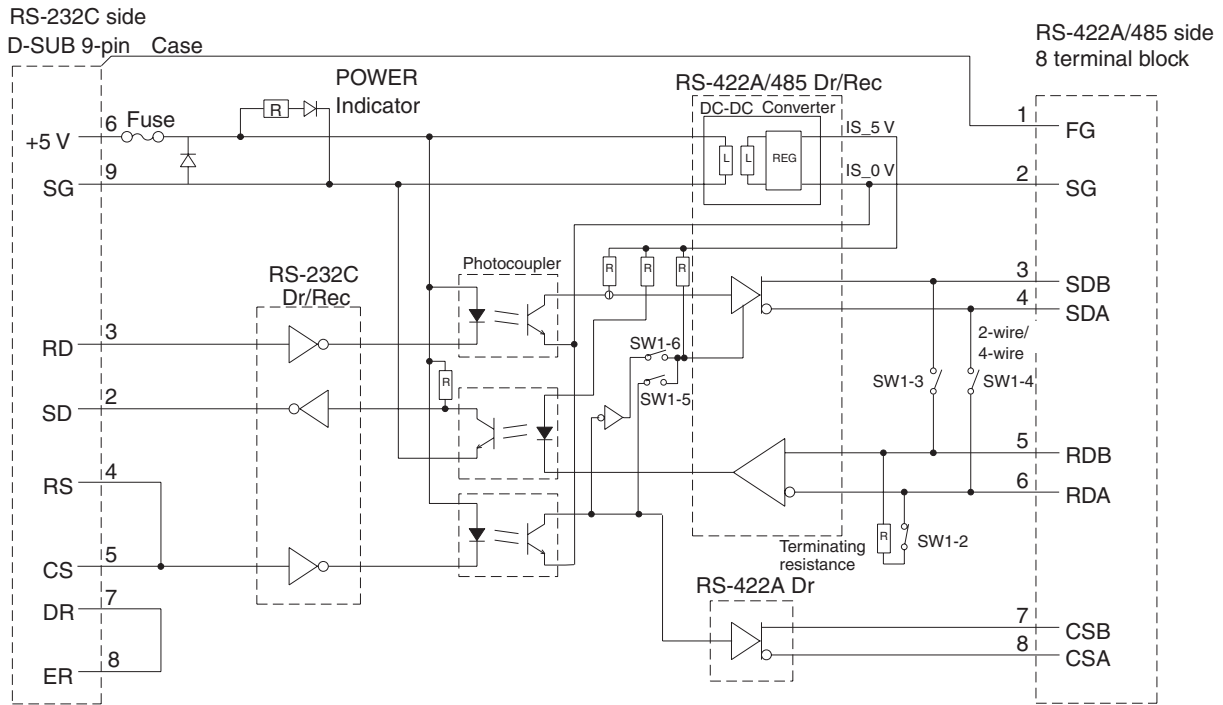 RS-232C side
D-SUB 9-pin Case
RS-422A/485 side
8 terminal block
POWER
Indicator
RS-422A/485 Dr/Rec
DC-DC Converter
Fuse
R
+5 V
6
SG
9
L
L
REG
IS_5 V
IS_0 V
1
FG
2
SG
RS-232C
Dr/Rec
Photocoupler
R
R
R
3
SDB
4
SDA
RD
3
SW1-6
SW1-5
2-wire/
4-wire
SW1-3
SW1-4
R
SD
2
5
RDB
6
RDA
RS
4
CS
5
Terminating
resistance
R
SW1-2
DR
7
ER
8
RS-422A Dr
7
CSB
8
CSA